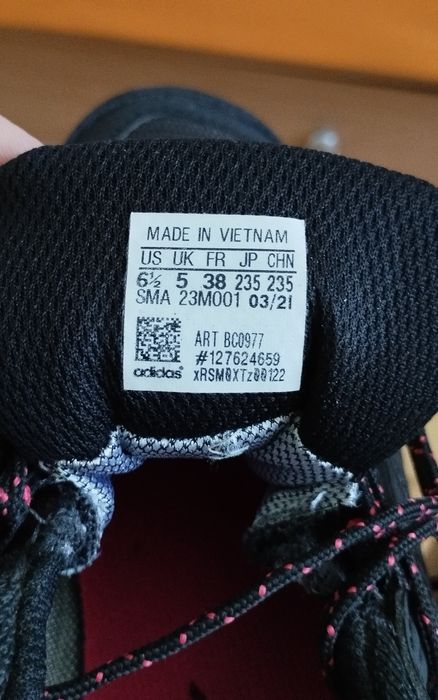 MADE IN VIETNAM
US UK FR JP CHN
6½ 5 38 235 235
SMA 23M001 03/21
ART BC0977
#127624659
adidas® xRSM0XTz00122